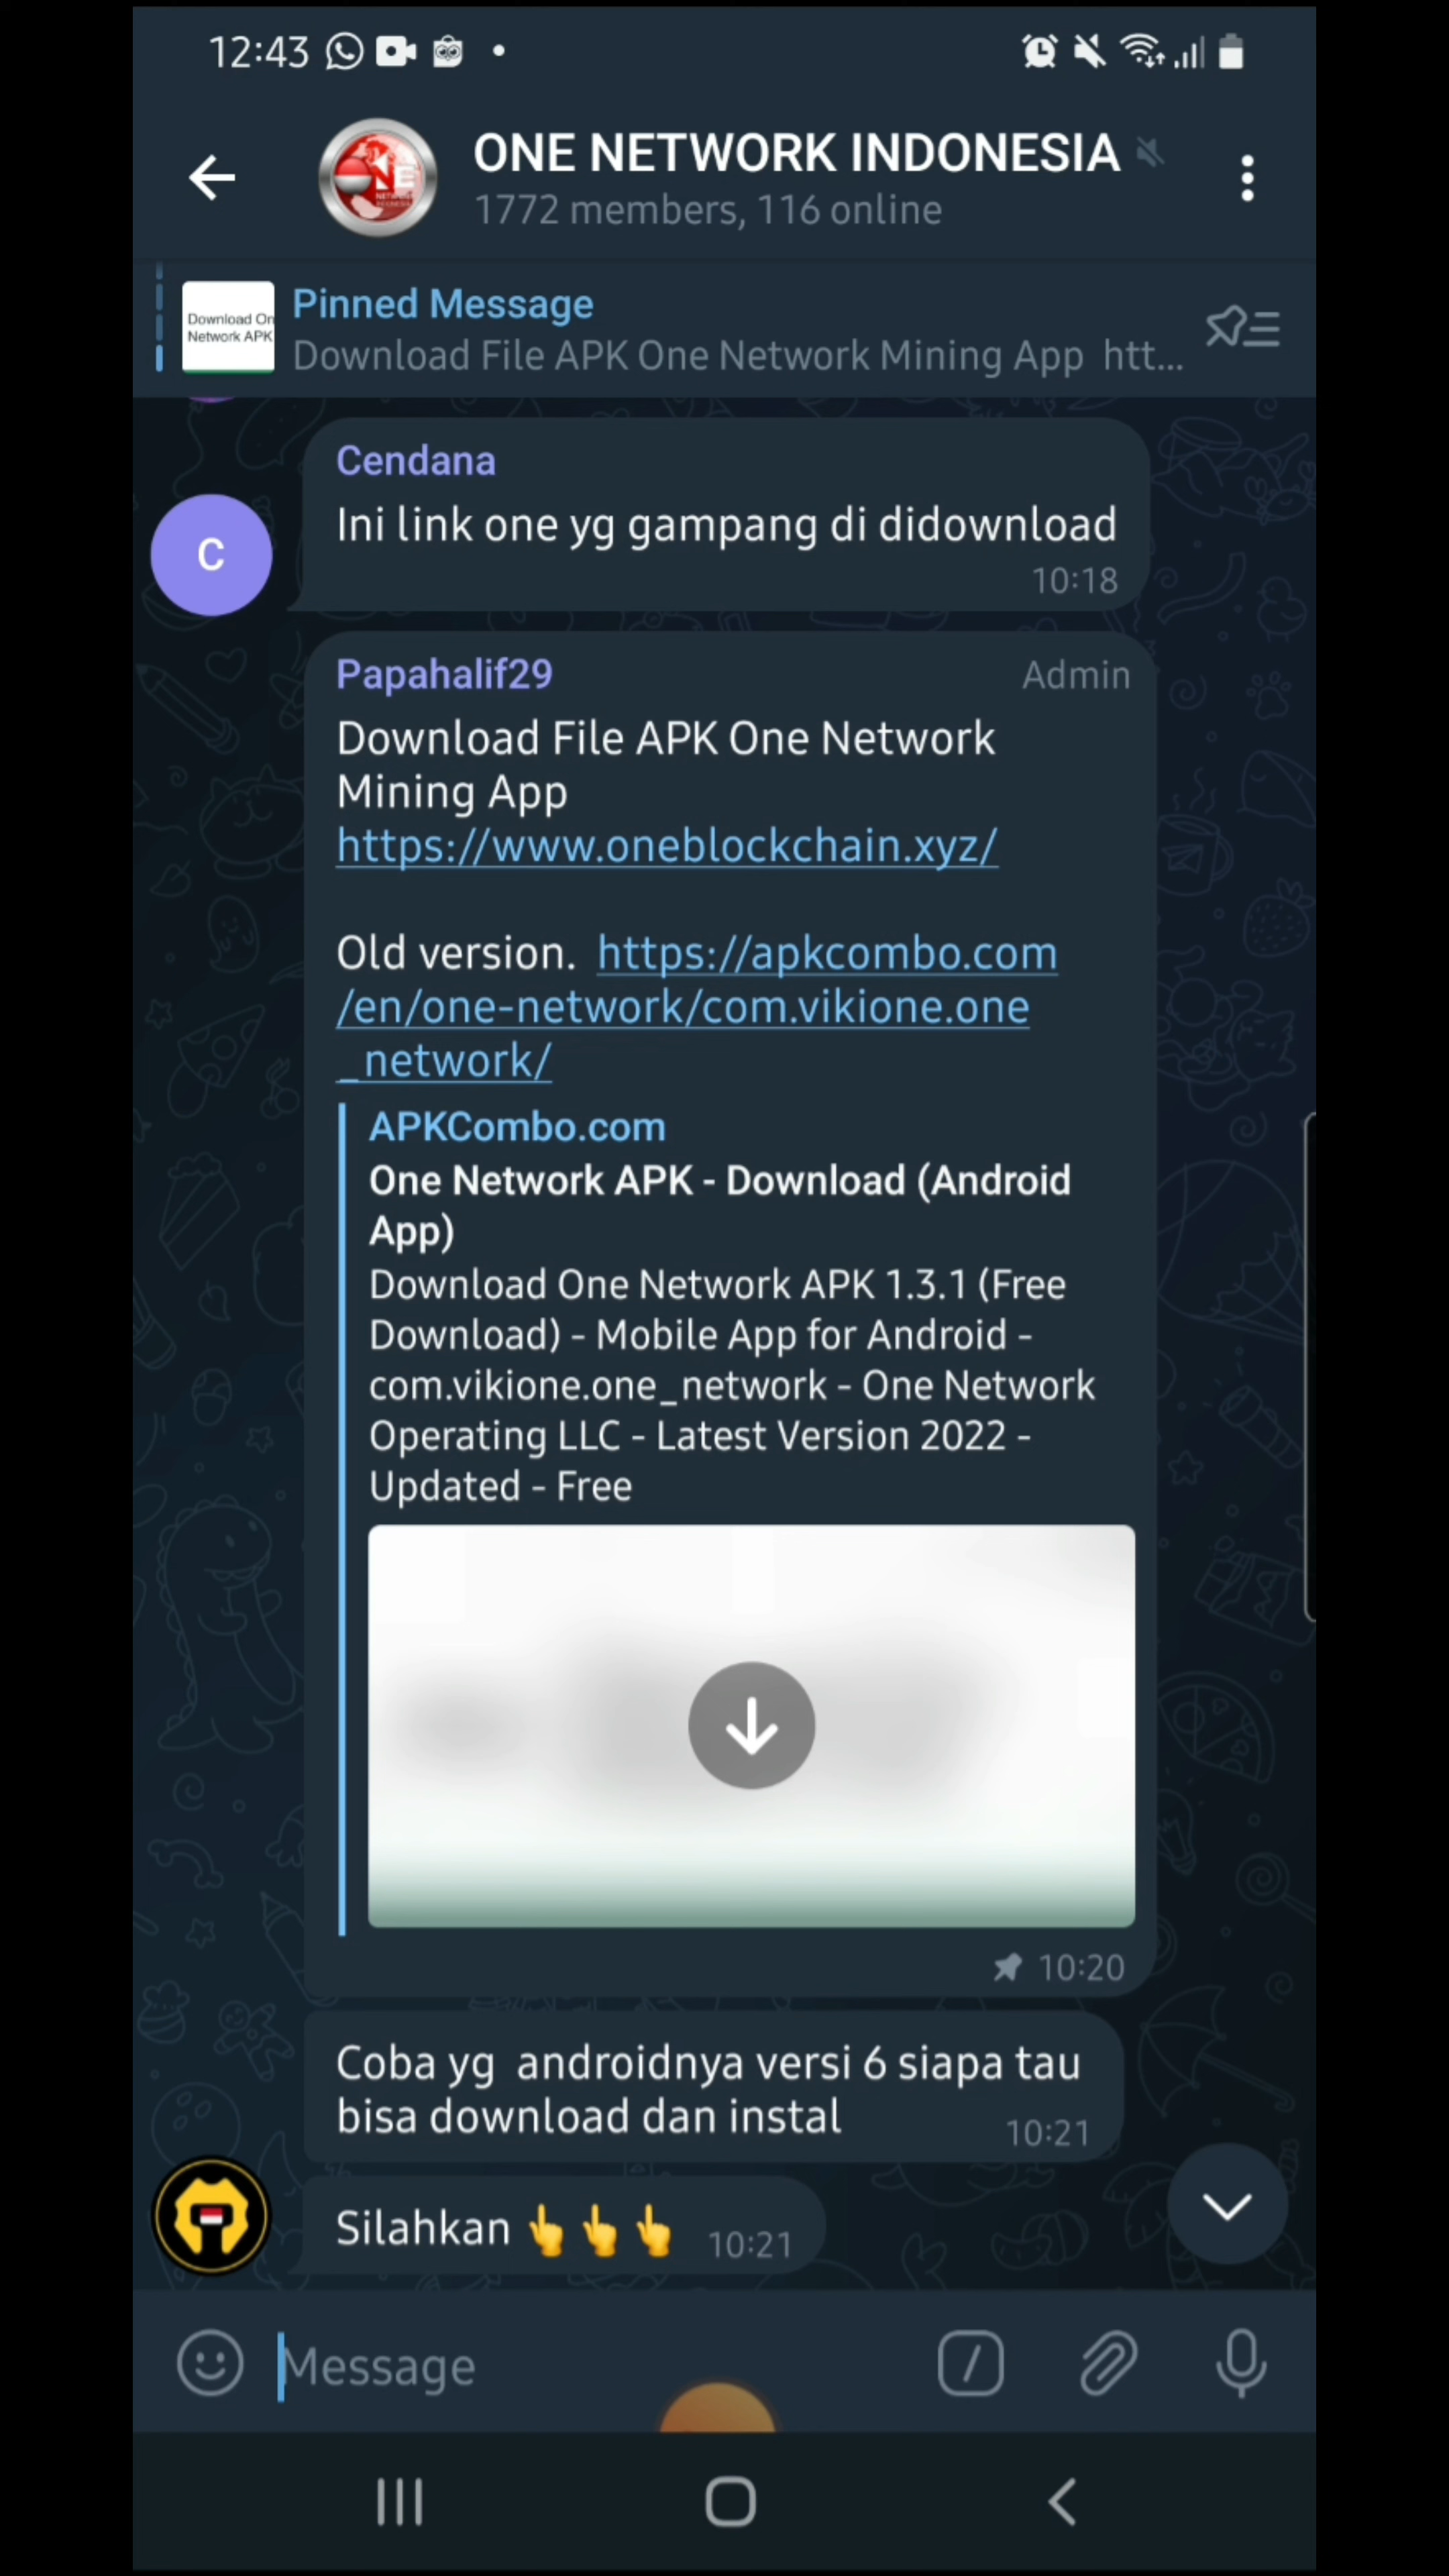 12:43
ONE NETWORK INDONESIA
1772 members, 116 online
Download On
Network APK
Pinned Message
Download File APK One Network Mining App htt...
Cendana
C
Ini link one yg gampang di didownload
10:18
Papahalif29
Admin
Download File APK One Network
Mining App
https://www.oneblockchain.xyz/
Old version. https://apkcombo.com
/en/one-network/com.vikione.one
_network/
APKCombo.com
One Network APK - Download (Android
App)
Download One Network APK 1.3.1 (Free
Download) - Mobile App for Android -
com.vikione.one_network - One Network
Operating LLC - Latest Version 2022 -
Updated - Free
10:20
Coba yg androidnya versi 6 siapa tau
bisa download dan instal
10:21
Silahkan 👆👆👆 10:21
Message